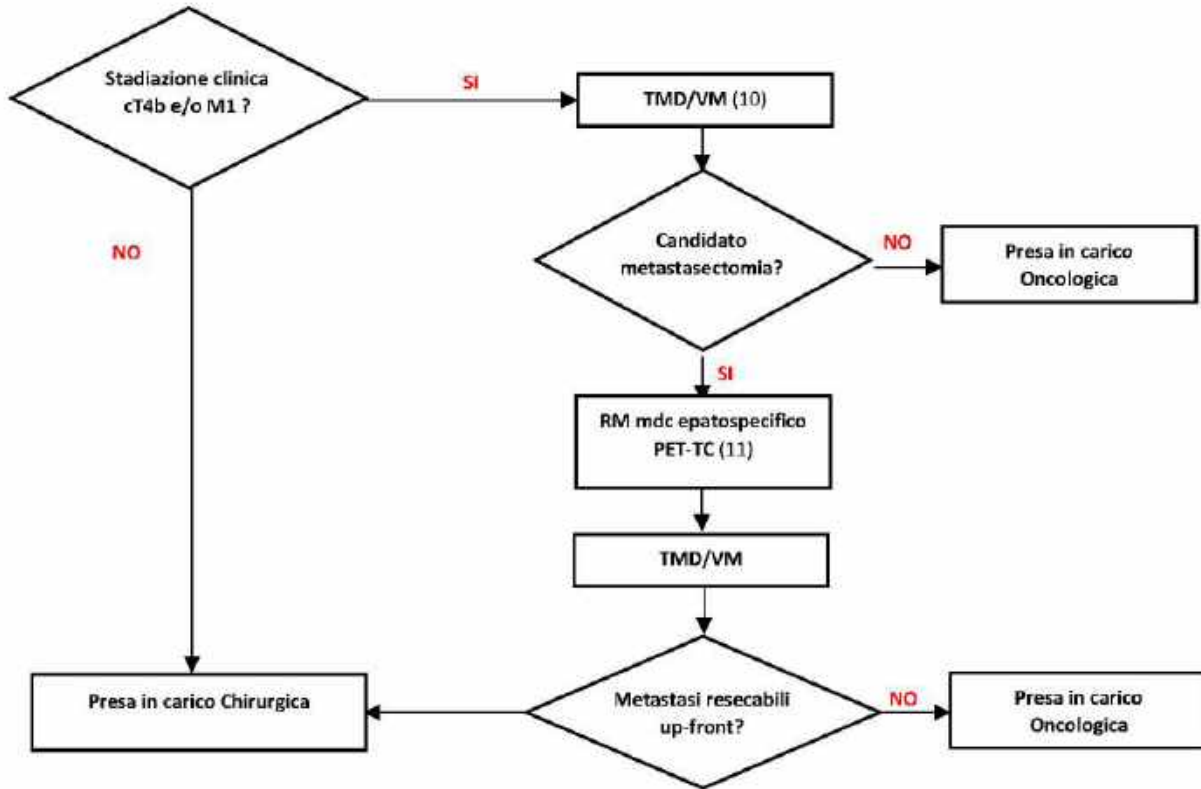 Stadiazione clinica
cT4b e/o M1 ?
SI
TMD/VM (10)
NO
Candidato
metastasectomia?
NO
Presa in carico
Oncologica
SI
RM mdc epatospecifico
PET-TC (11)
TMD/VM
Presa in carico Chirurgica
Metastasi resecabili
up-front?
NO
Presa in carico
Oncologica